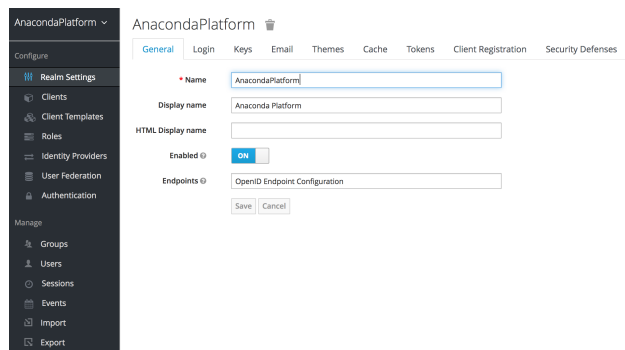 AnacondaPlatform
Configure
Realm Settings
Clients
Client Templates
Roles
Identity Providers
User Federation
Authentication
Manage
Groups
Users
Sessions
Events
Import
Export
AnacondaPlatform
General Login Keys Email Themes Cache Tokens Client Registration Security Defenses
* Name AnacondaPlatform
Display name Anaconda Platform
HTML Display name
Enabled ON
Endpoints OpenID Endpoint Configuration
Save Cancel